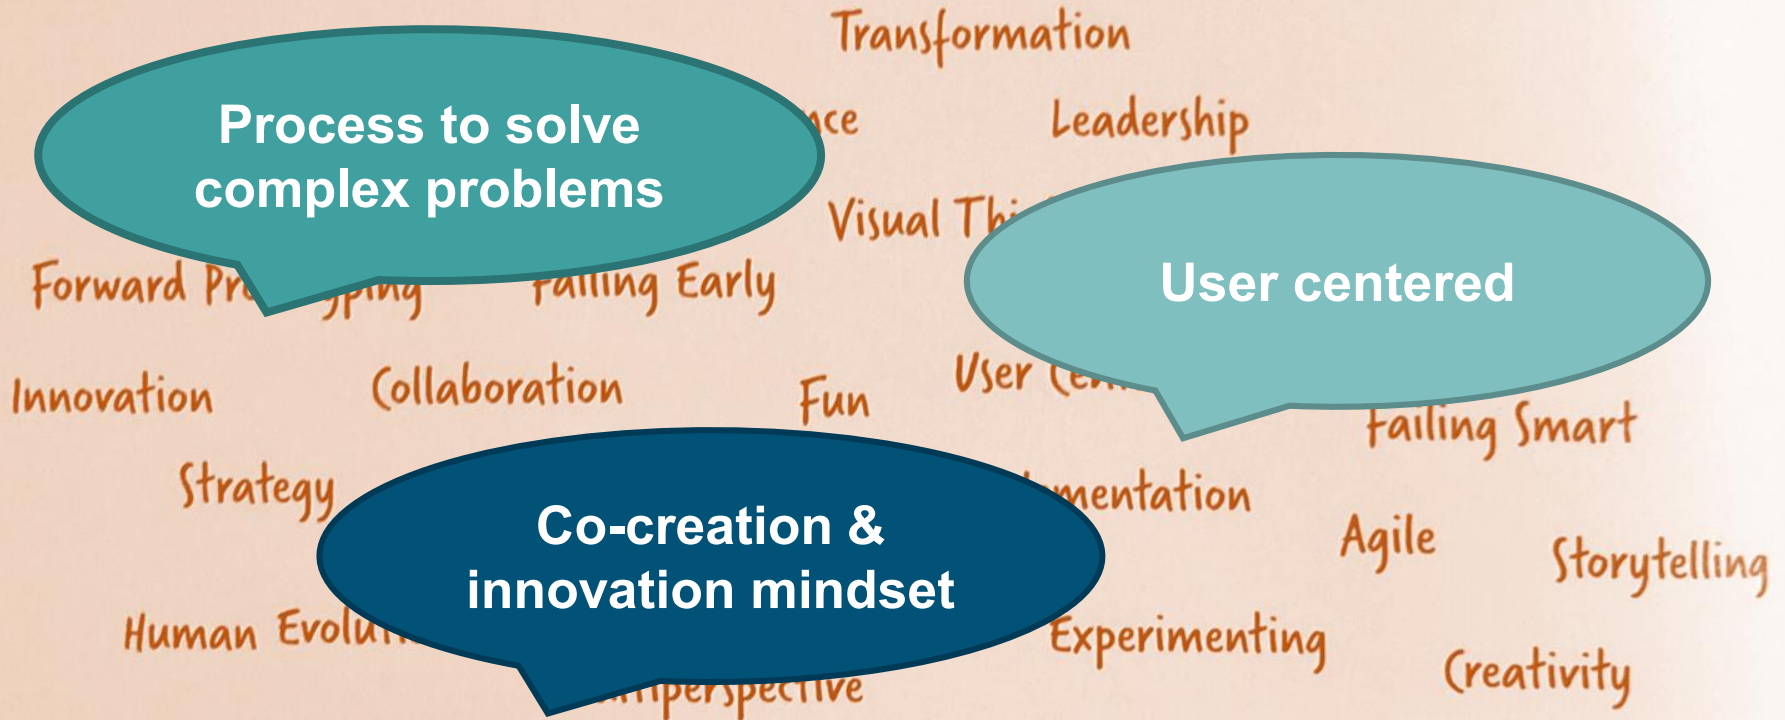 Transformation
Process to solve
complex problems
Leadership
Visual
User centered
Forward
Failing Early
Innovation
Collaboration
Fun
User
Failing Smart
Strategy
Co-creation &
innovation mindset
Agile
Storytelling
Human
Experimenting
Creativity